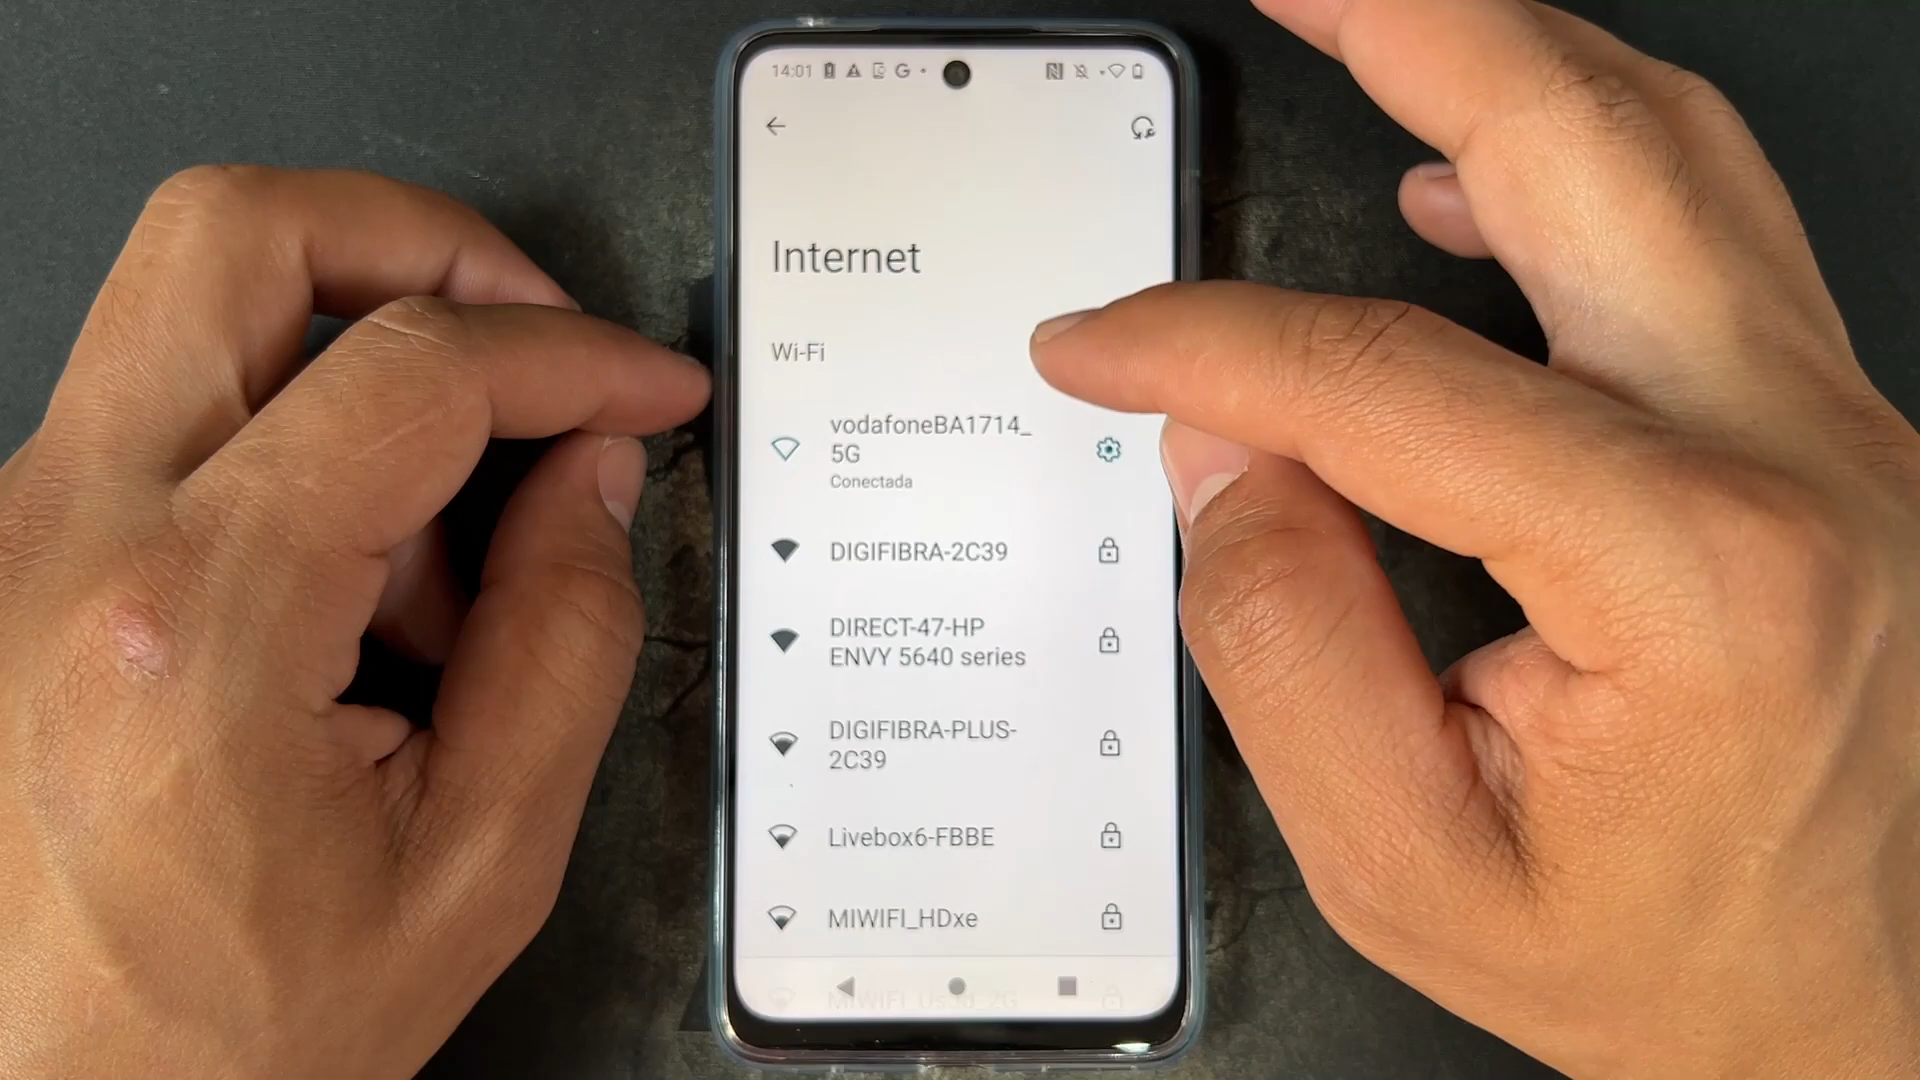 14:01
Internet
Wi-Fi
vodafoneBA1714_
5G
Conectada
DIGIFIBRA-2C39
DIRECT-47-HP
ENVY 5640 series
DIGIFIBRA-PLUS-
2C39
Livebox6-FBBE
MIWIFI_HDxe